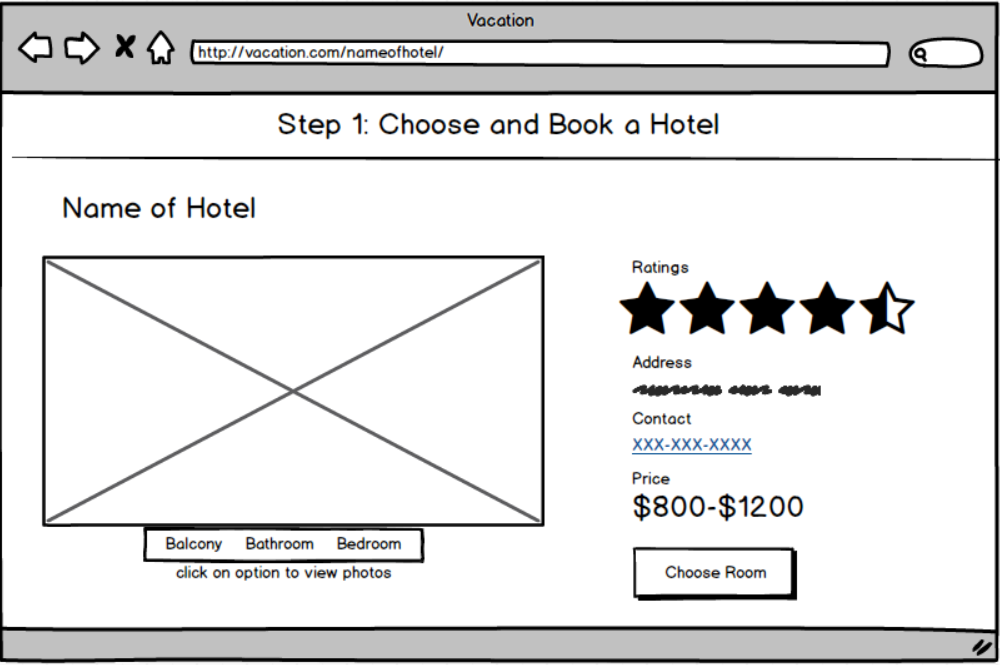 Vacation
http://vacation.com/nameofhotel/
Step 1: Choose and Book a Hotel
Name of Hotel
Ratings
Address
Contact
XXX-XXX-XXXX
Price
$800-$1200
Choose Room
Balcony Bathroom Bedroom
click on option to view photos